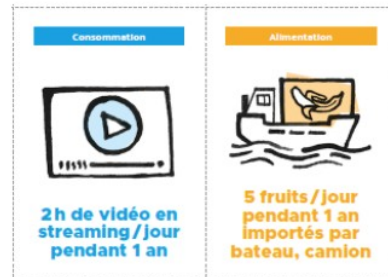 Consommation
2h de vidéo en
streaming/jour
pendant 1 an
Alimentation
5 fruits/jour
pendant 1 an
importés par
bateau, camion